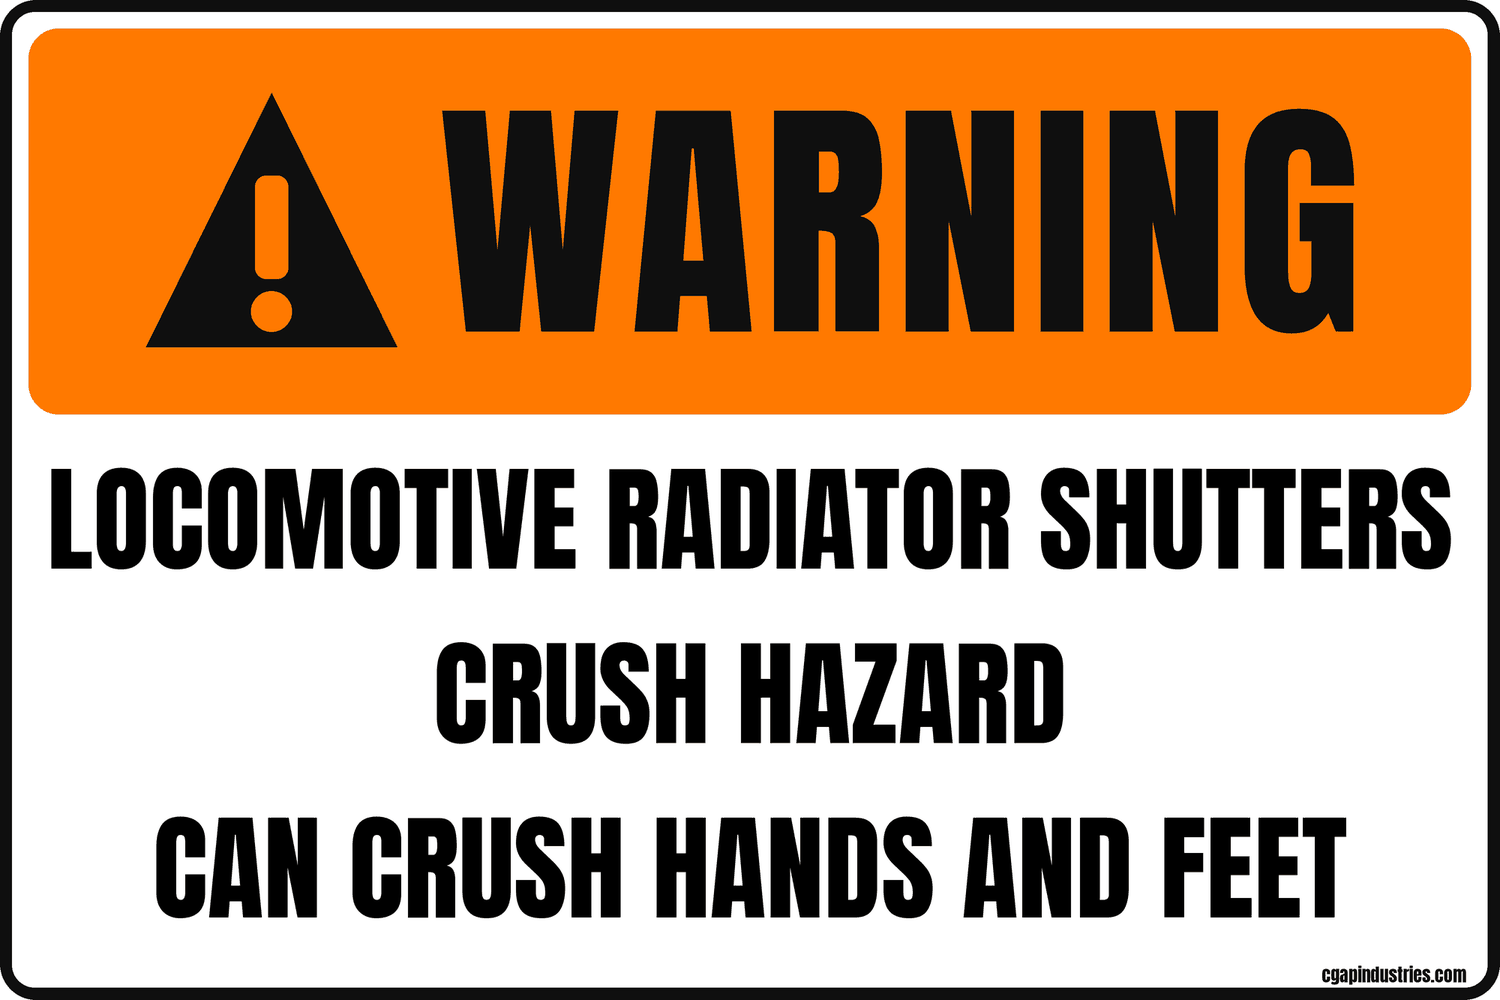 WARNING
LOCOMOTIVE RADIATOR SHUTTERS
CRUSH HAZARD
CAN CRUSH HANDS AND FEET
cgapindustries.com